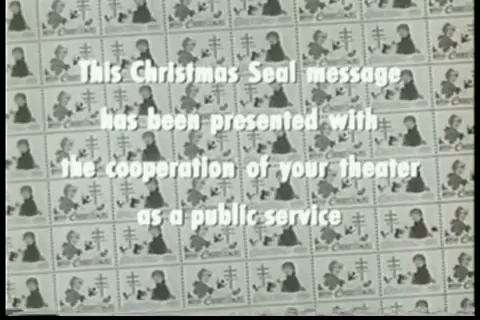 This Christmas Seal message
has been presented with
the cooperation of your theater
as a public service